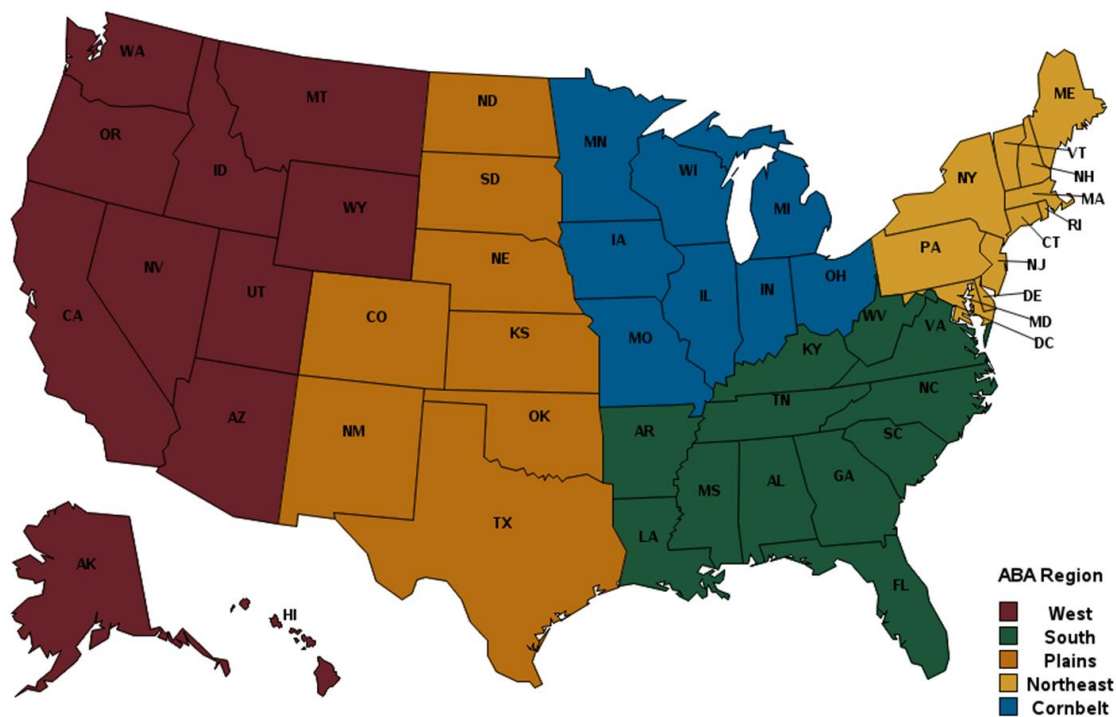 WA
MT
ND
ME
OR
MN
VT
ID
SD
WI
NY
NH
WY
MI
MA
RI
IA
CT
NV
NE
PA
NJ
UT
OH
IL
IN
DE
CA
CO
WV
MD
KS
MO
VA
DC
KY
NC
TN
AZ
OK
NM
AR
SC
GA
MS
AL
TX
LA
AK
FL
HI
ABA Region
West
South
Plains
Northeast
Cornbelt